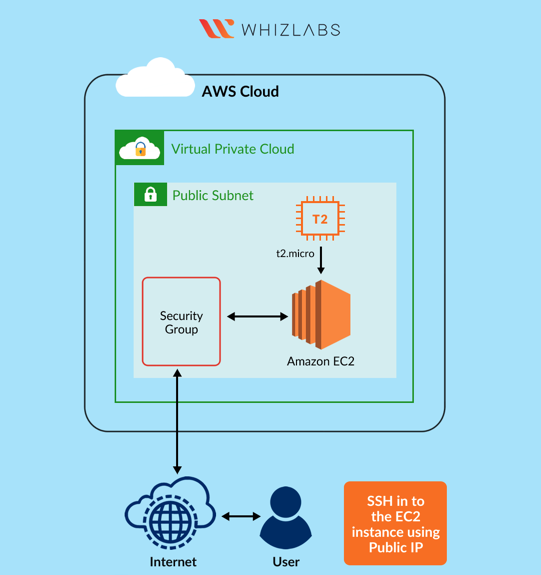 WHIZLABS
AWS Cloud
Virtual Private Cloud
Public Subnet
T2
t2.micro
Security
Group
Amazon EC2
Internet
User
SSH in to
the EC2
instance using
Public IP